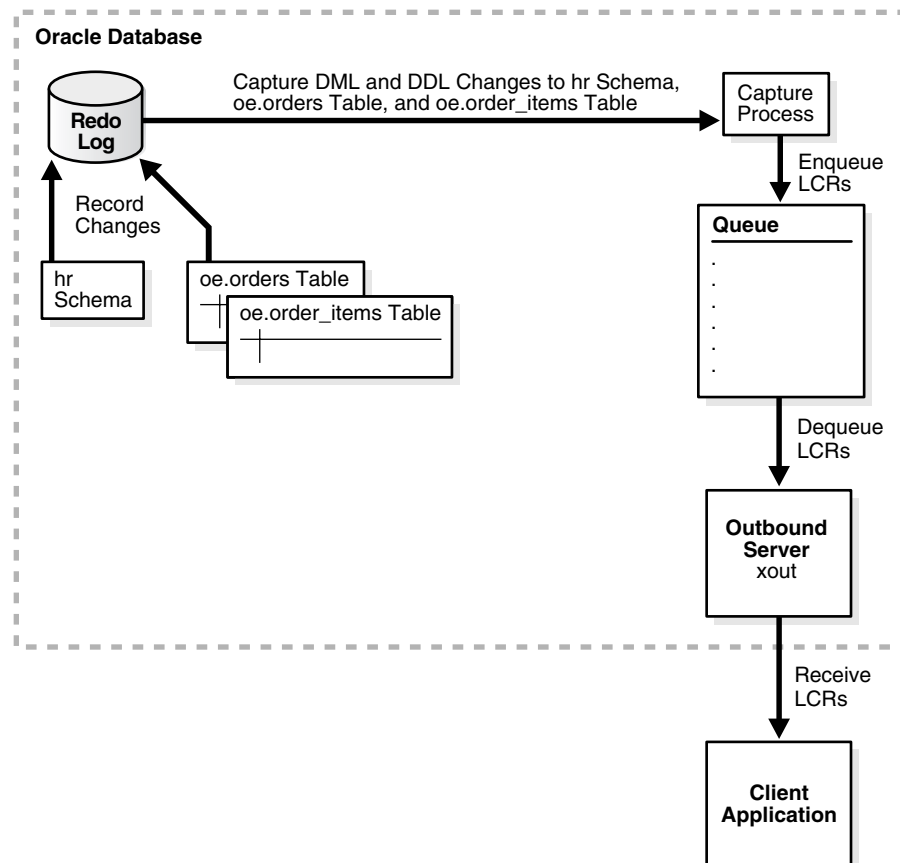 Oracle Database
Capture DML and DDL Changes to hr Schema,
oe.orders Table, and oe.order_items Table
Redo
Log
Capture
Process
Enqueue
LCRs
Record
Changes
Queue
.
.
.
.
.
.
hr
Schema
oe.orders Table
oe.order_items Table
Dequeue
LCRs
Outbound
Server
xout
Receive
LCRs
Client
Application